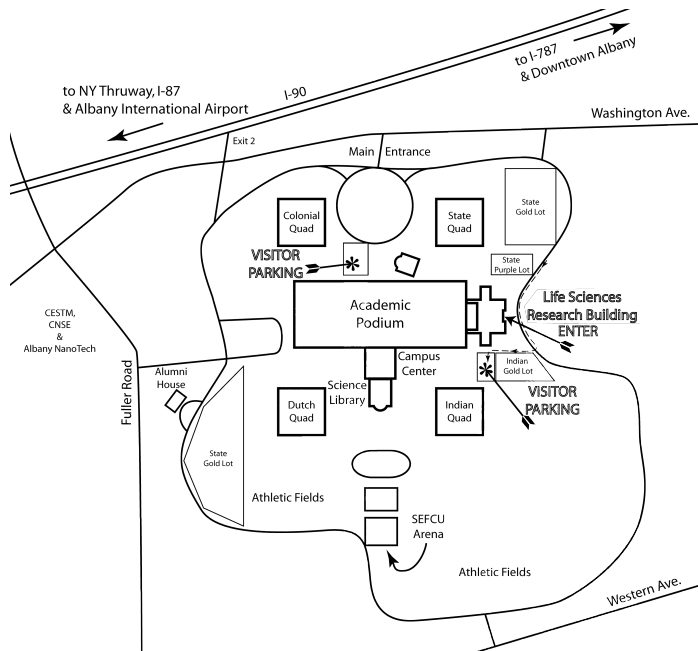 to I-787
& Downtown Albany
to NY Thruway, I-87
& Albany International Airport
I-90
Washington Ave.
Exit 2
Main Entrance
State
Gold Lot
Colonial
Quad
State
Quad
VISITOR
PARKING
State
Purple Lot
Academic
Podium
Life Sciences
Research Building
ENTER
CESTM,
CNSE
&
Albany NanoTech
Fuller Road
Alumni
House
Campus
Center
Science
Library
Indian
Gold Lot
VISITOR
PARKING
Dutch
Quad
Indian
Quad
State
Gold Lot
Athletic Fields
SEFCU
Arena
Athletic Fields
Western Ave.